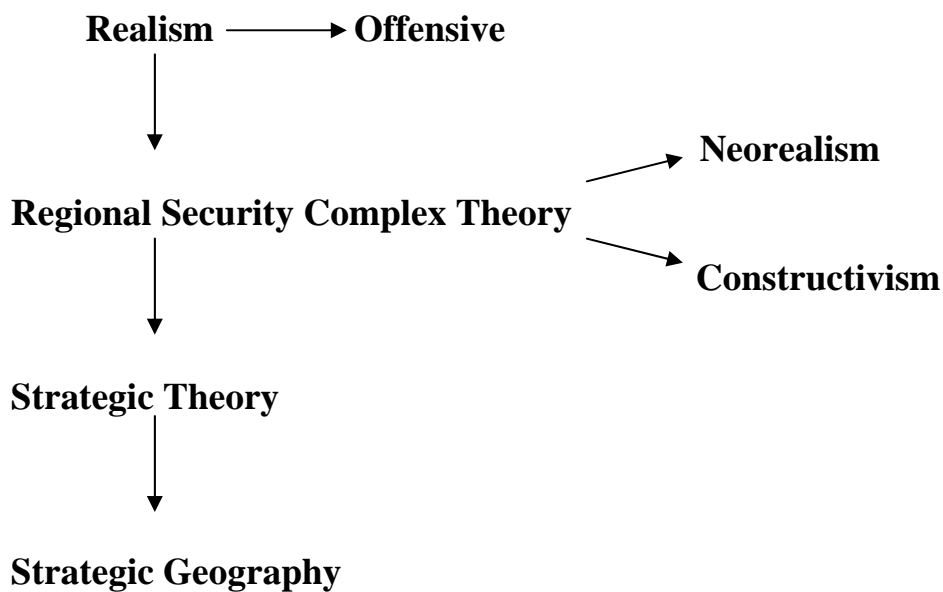 Realism Offensive
Neorealism
Regional Security Complex Theory
Constructivism
Strategic Theory
Strategic Geography